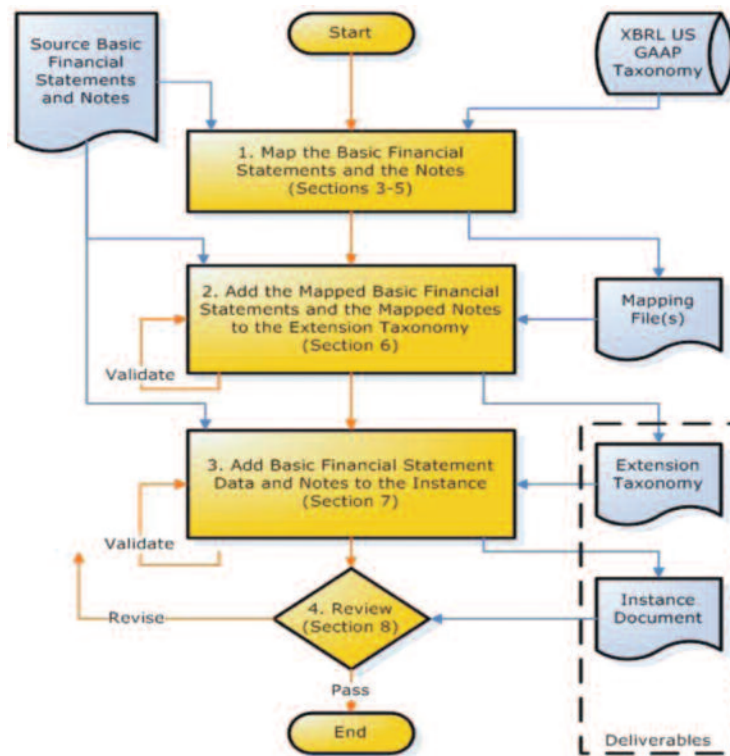 Source Basic
Financial
Statements
and Notes
Start
XBRL US
GAAP
Taxonomy
1. Map the Basic Financial
Statements and the Notes
(Sections 3-5)
2. Add the Mapped Basic Financial
Statements and the Mapped Notes
to the Extension Taxonomy
(Section 6)
Mapping
File(s)
Validate
3. Add Basic Financial Statement
Data and Notes to the Instance
(Section 7)
Extension
Taxonomy
Validate
4. Review
(Section 8)
Revise
Instance
Document
Pass
End
Deliverables